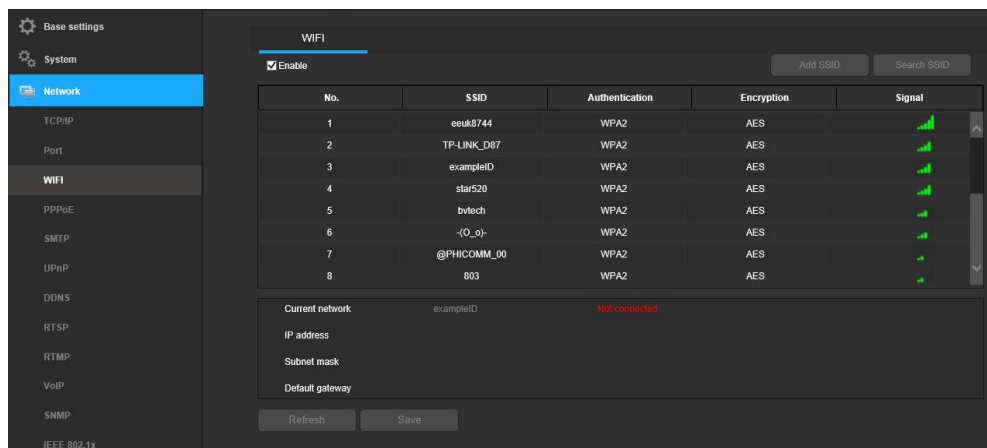 Base settings
System
Network
TCP/IP
Port
WIFI
PPPoE
SMTP
UPnP
DDNS
RTSP
RTMP
VoIP
SNMP
IEEE 802.1x
WIFI
Enable Add SSID Search SSID
No. SSID Authentication Encryption Signal
1 eeuk8744 WPA2 AES
2 TP-LINK_D87 WPA2 AES
3 exampleID WPA2 AES
4 star520 WPA2 AES
5 bvtech WPA2 AES
6 -(O_o)- WPA2 AES
7 @PHICOMM_00 WPA2 AES
8 803 WPA2 AES
Current network exampleID Not connected
IP address
Subnet mask
Default gateway
Refresh Save